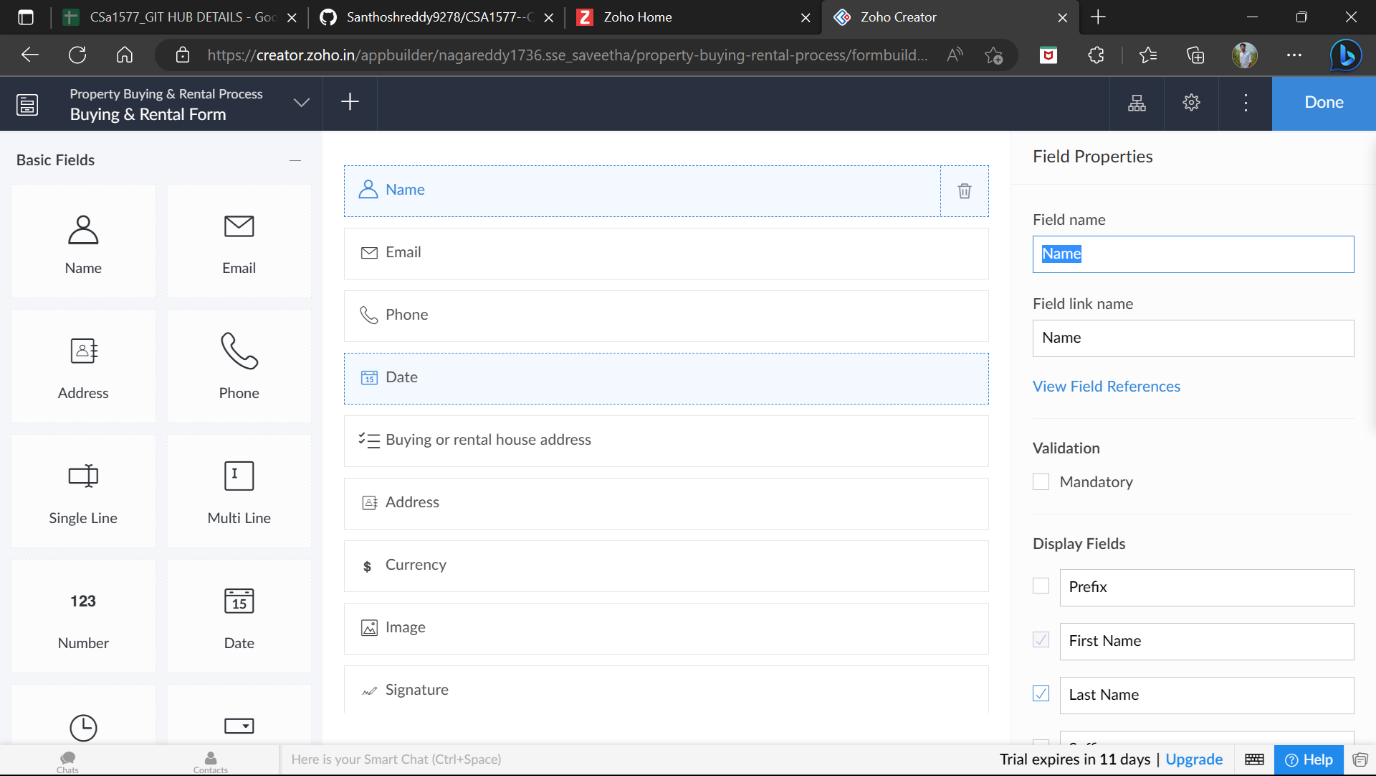 CSa1577_GIT HUB DETAILS - Goo
Santhoshreddy9278/CSA1577--C
Zoho Home
Zoho Creator
https://creator.zoho.in/appbuilder/nagareddy1736.sse_saveetha/property-buying-rental-process/formbuild...
Property Buying & Rental Process
Buying & Rental Form
Done
Basic Fields
Name
Email
Address
Phone
Single Line
Multi Line
123
Number
15
Date
Name
Email
Phone
15 Date
Buying or rental house address
Address
$ Currency
Image
Signature
Field Properties
Field name
Name
Field link name
Name
View Field References
Validation
Mandatory
Display Fields
Prefix
First Name
Last Name
Chats
Contacts
Here is your Smart Chat (Ctrl+Space)
Trial expires in 11 days | Upgrade
Help